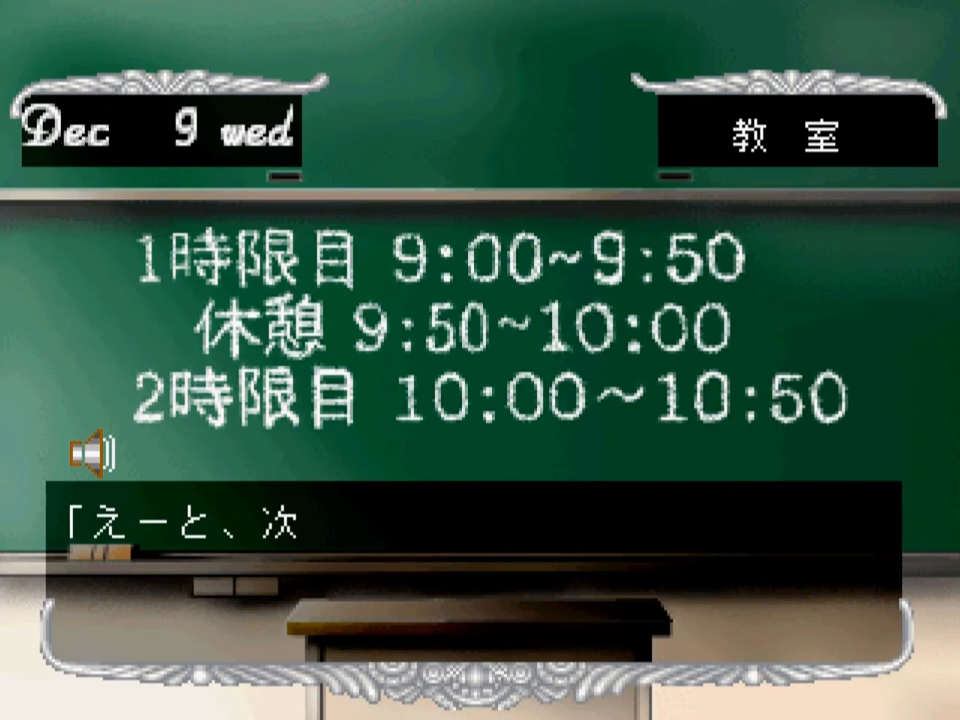 Dec 9 wed
教 室
1時限目 9:00~9:50
休憩 9:50~10:00
2時限目 10:00~10:50
「えーと、次